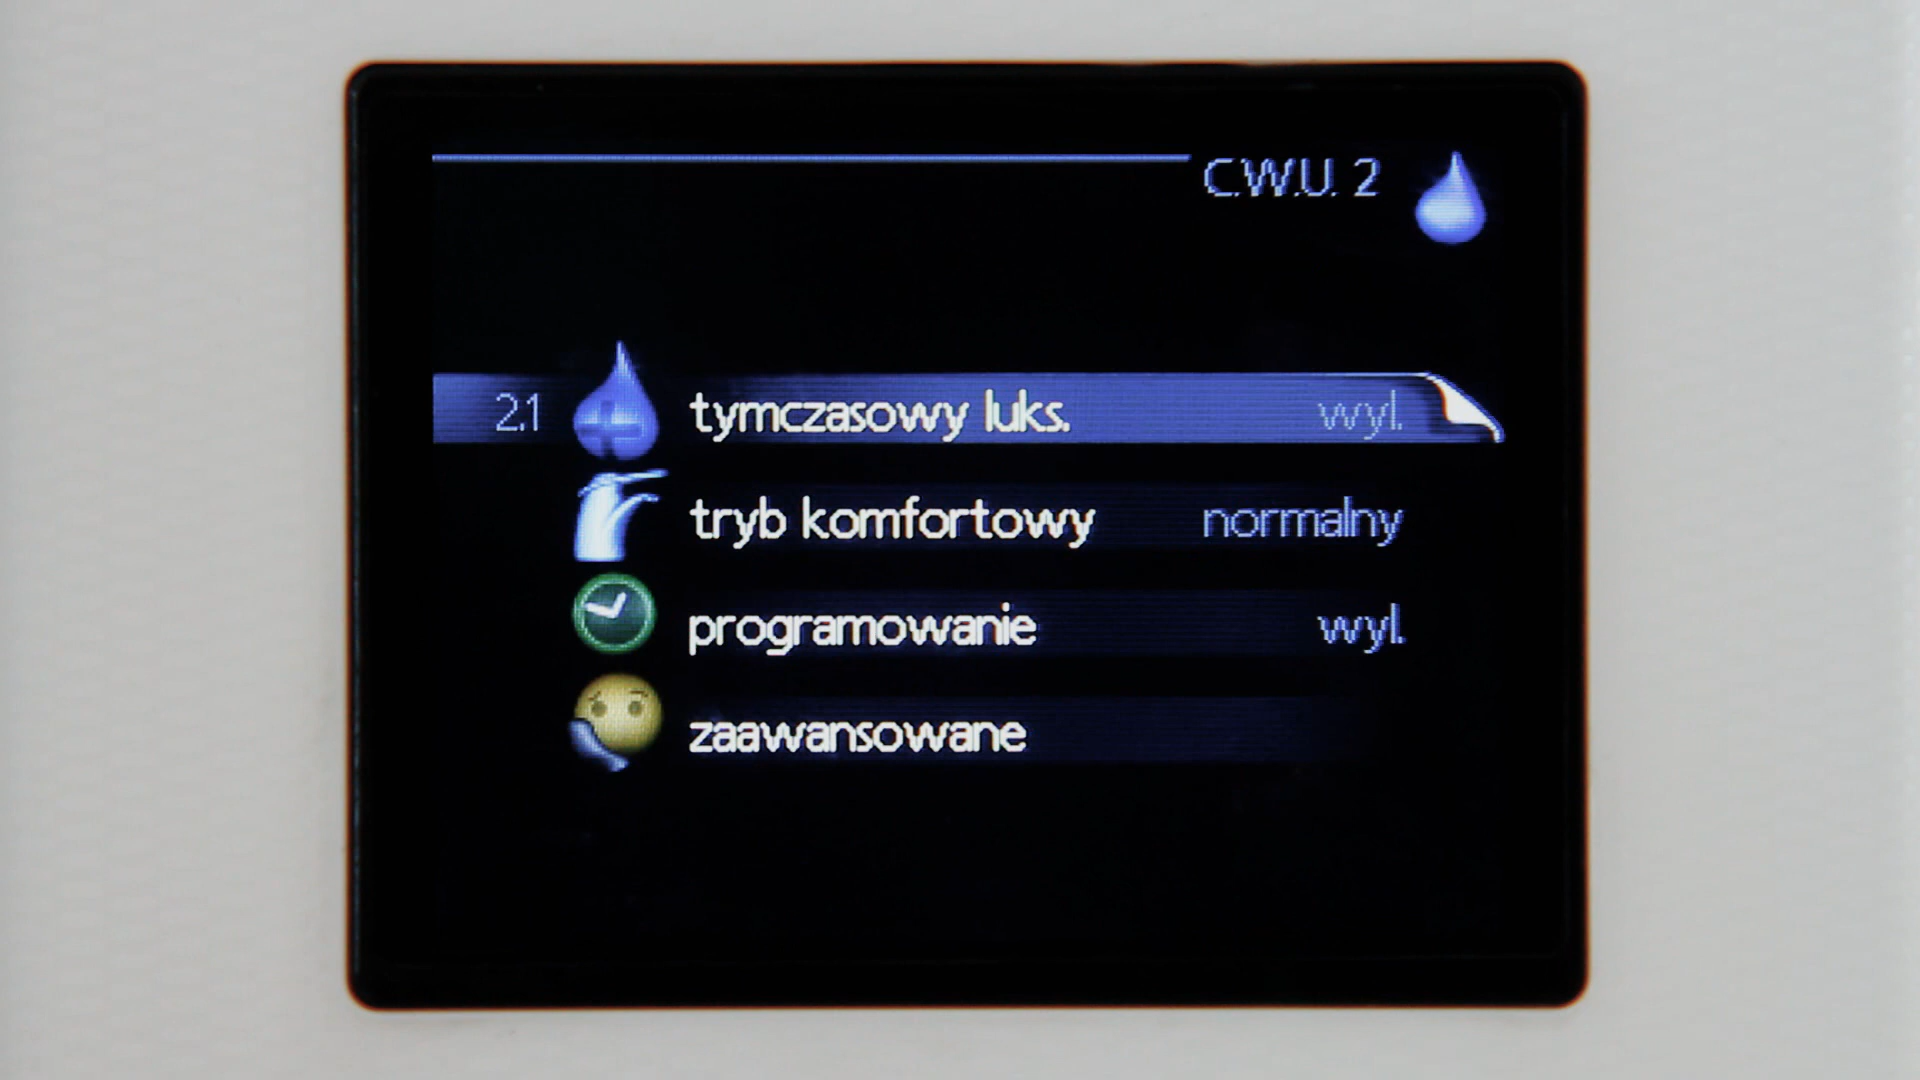 C.W.U. 2
2.1 tymczasowy luks. wył.
tryb komfortowy normalny
programowanie wył.
zaawansowane